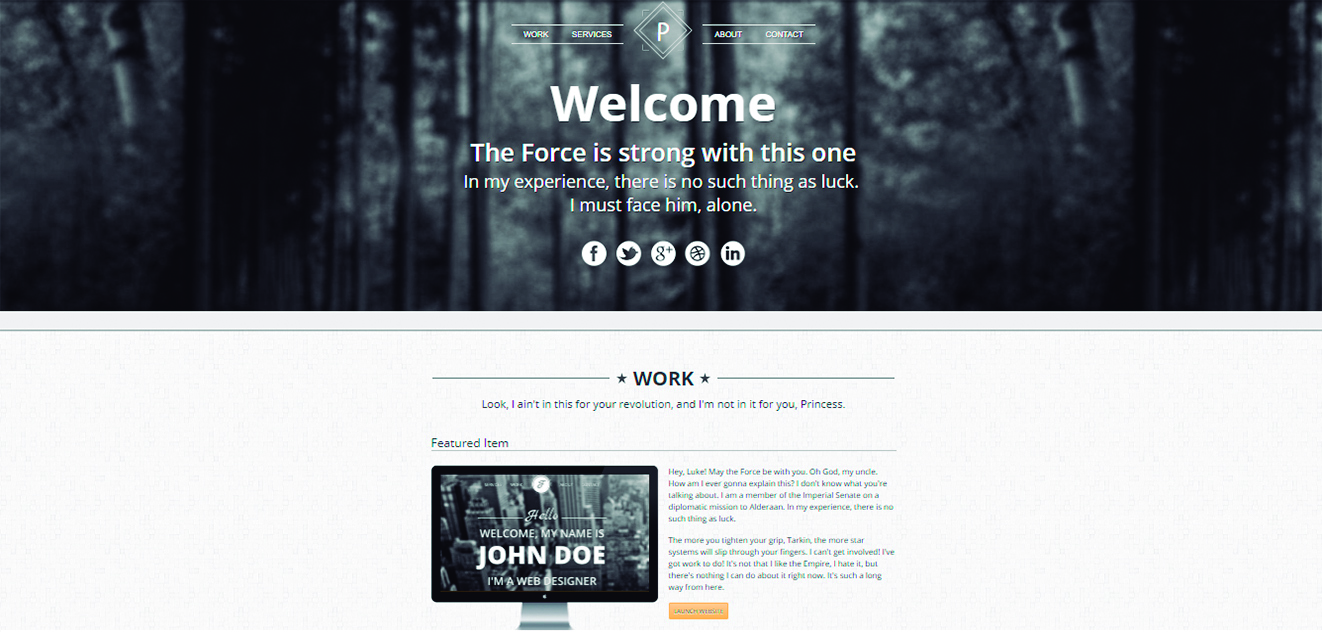 WORK SERVICES P ABOUT CONTACT
Welcome
The Force is strong with this one
In my experience, there is no such thing as luck.
I must face him, alone.
f g+ in
★ WORK ★
Look, I ain't in this for your revolution, and I'm not in it for you, Princess.
Featured Item
Hello
WELCOME, MY NAME IS
JOHN DOE
I'M A WEB DESIGNER
Hey, Luke! May the Force be with you. Oh God, my uncle.
How am I ever gonna explain this? I don't know what you're
talking about. I am a member of the Imperial Senate on a
diplomatic mission to Alderaan. In my experience, there is no
such thing as luck.
The more you tighten your grip, Tarkin, the more star
systems will slip through your fingers. I can't get involved! I've
got work to do! It's not that I like the Empire, I hate it, but
there's nothing I can do about it right now. It's such a long
way from here.
LAUNCH WEBSITE